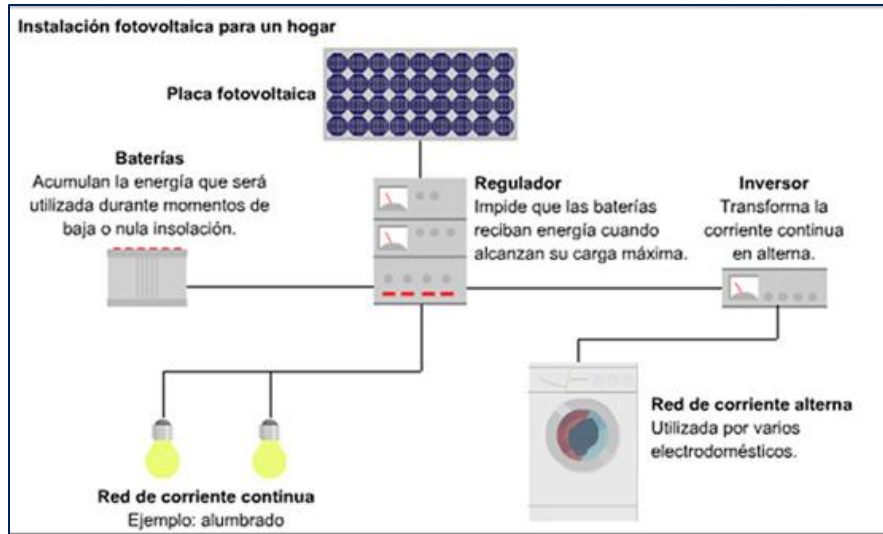 Instalación fotovoltaica para un hogar
Placa fotovoltaica
Baterías
Acumulan la energía que será
utilizada durante momentos de
baja o nula insolación.
Regulador
Impide que las baterías
reciban energía cuando
alcanzan su carga máxima.
Inversor
Transforma la
corriente continua
en alterna.
Red de corriente alterna
Utilizada por varios
electrodomésticos.
Red de corriente continua
Ejemplo: alumbrado